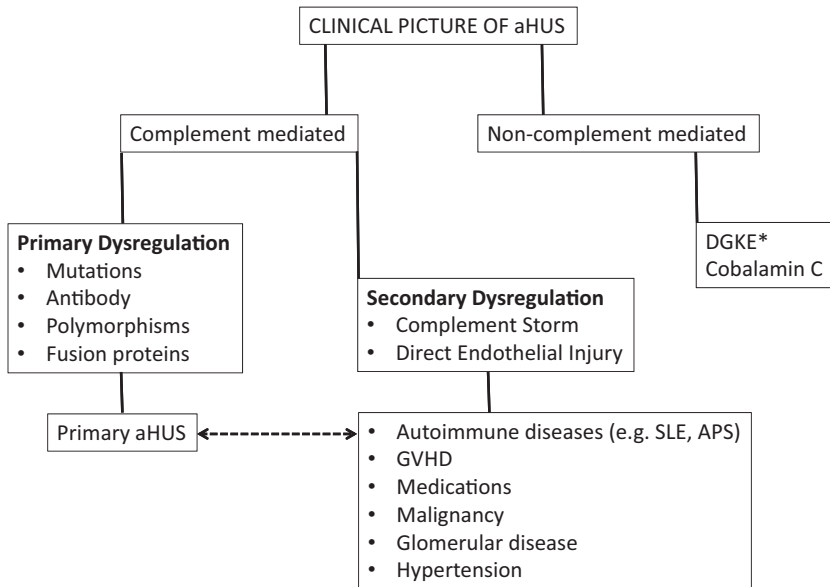 CLINICAL PICTURE OF aHUS
Complement mediated
Non-complement mediated
Primary Dysregulation
• Mutations
• Antibody
• Polymorphisms
• Fusion proteins
DGKE*
Cobalamin C
Secondary Dysregulation
• Complement Storm
• Direct Endothelial Injury
Primary aHUS
• Autoimmune diseases (e.g. SLE, APS)
• GVHD
• Medications
• Malignancy
• Glomerular disease
• Hypertension